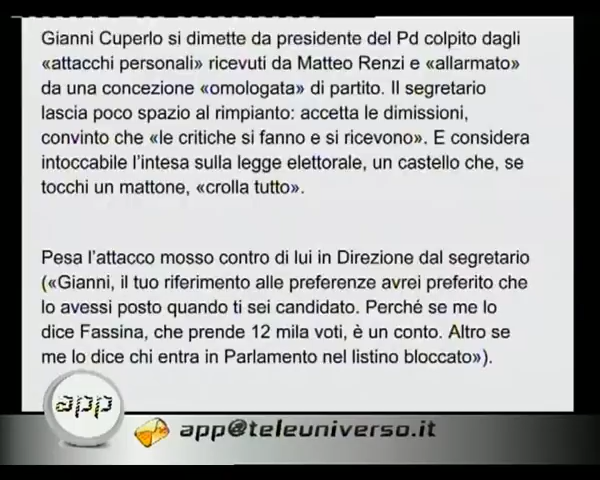 Gianni Cuperlo si dimette da presidente del Pd colpito dagli
«attacchi personali» ricevuti da Matteo Renzi e «allarmato»
da una concezione «omologata» di partito. Il segretario
lascia poco spazio al rimpianto: accetta le dimissioni,
convinto che «le critiche si fanno e si ricevono». E considera
intoccabile l'intesa sulla legge elettorale, un castello che, se
tocchi un mattone, «crolla tutto».
Pesa l'attacco mosso contro di lui in Direzione dal segretario
(«Gianni, il tuo riferimento alle preferenze avrei preferito che
lo avessi posto quando ti sei candidato. Perché se me lo
dice Fassina, che prende 12 mila voti, è un conto. Altro se
me lo dice chi entra in Parlamento nel listino bloccato»).
app
app@teleuniverso.it